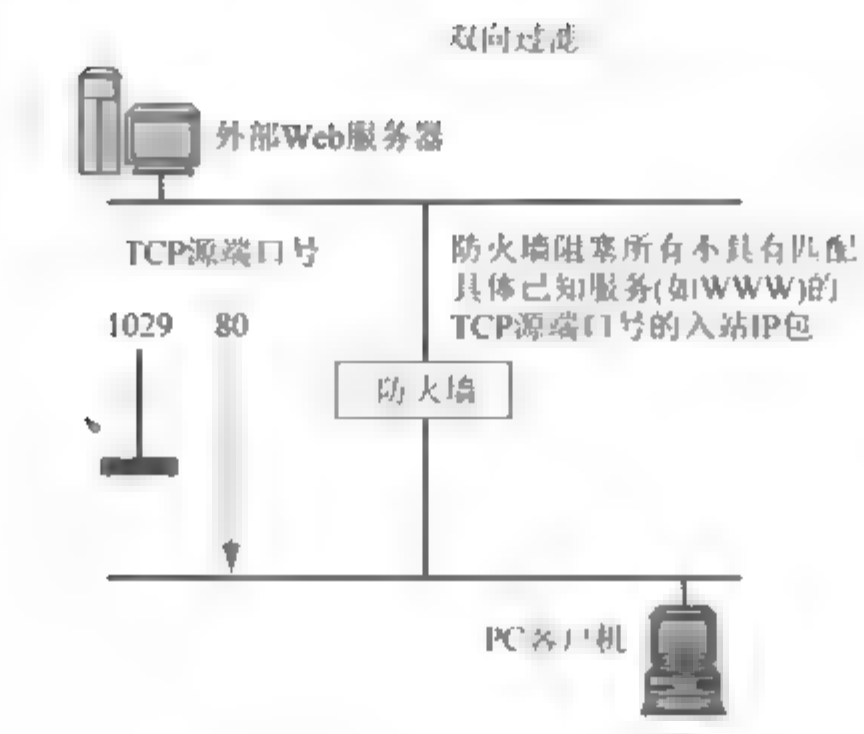 双向过滤
外部Web服务器
TCP源端口号
防火墙阻塞所有不具有匹配
具体已知服务(如WWW)的
TCP源端口号的入站IP包
1029 80
防火墙
PC客户机